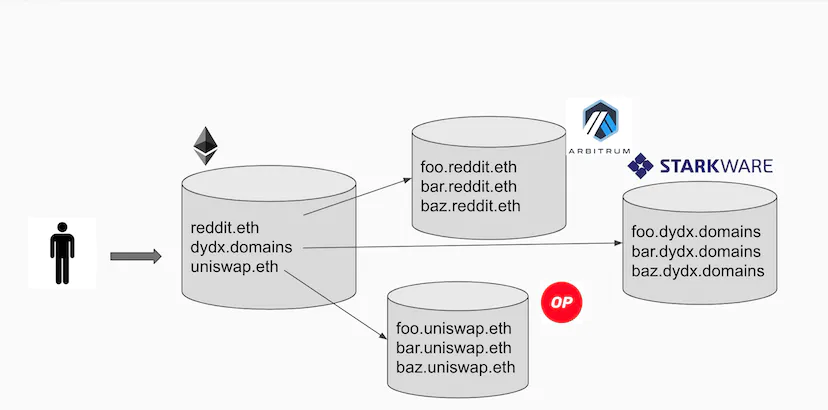 reddit.eth
dydx.domains
uniswap.eth
foo.reddit.eth
bar.reddit.eth
baz.reddit.eth
ARBITRUM
STARKWARE
foo.dydx.domains
bar.dydx.domains
baz.dydx.domains
OP
foo.uniswap.eth
bar.uniswap.eth
baz.uniswap.eth